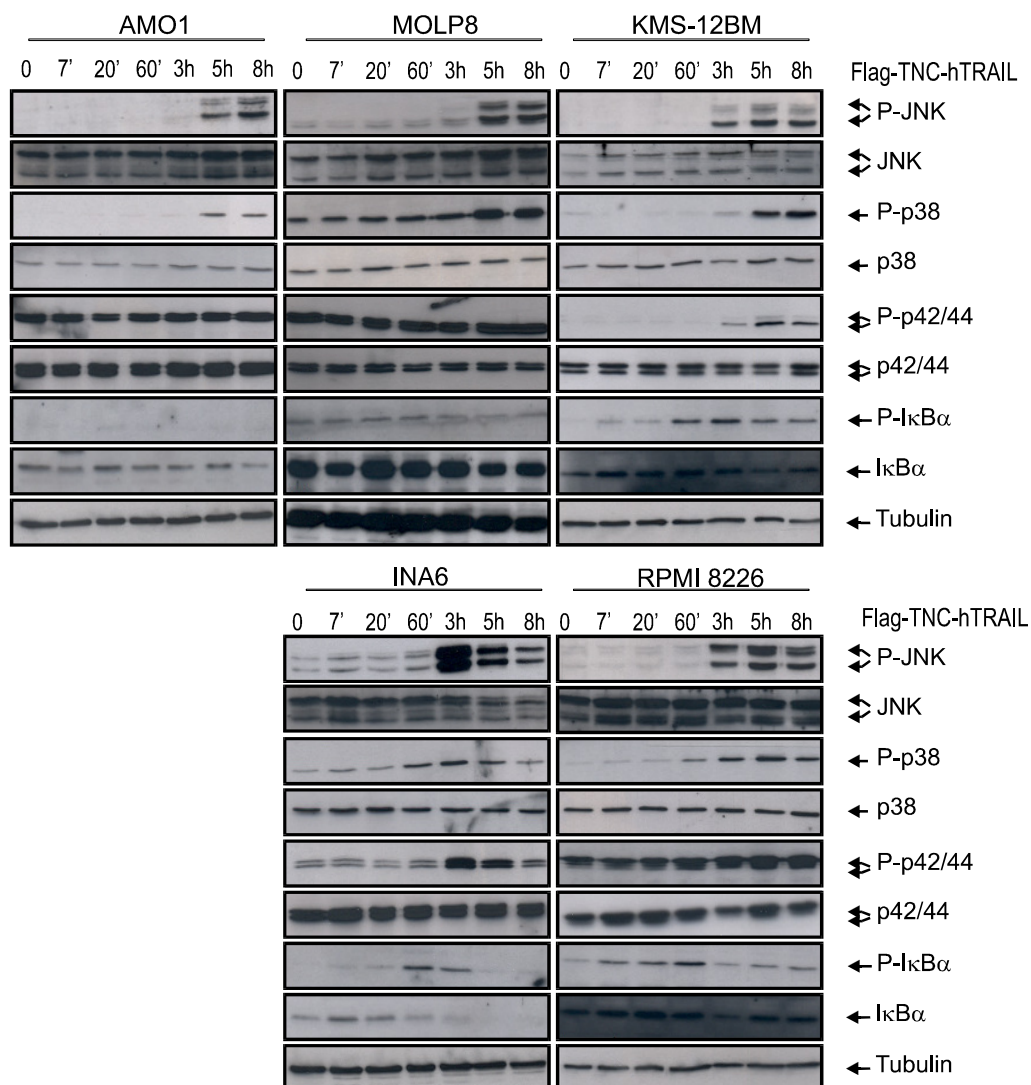 AMO1 MOLP8 KMS-12BM
0 7' 20' 60' 3h 5h 8h 0 7' 20' 60' 3h 5h 8h 0 7' 20' 60' 3h 5h 8h Flag-TNC-hTRAIL
P-JNK
JNK
P-p38
p38
P-p42/44
p42/44
P-IκBα
IκBα
Tubulin
INA6 RPMI 8226
0 7' 20' 60' 3h 5h 8h 0 7' 20' 60' 3h 5h 8h Flag-TNC-hTRAIL
P-JNK
JNK
P-p38
p38
P-p42/44
p42/44
P-IκBα
IκBα
Tubulin